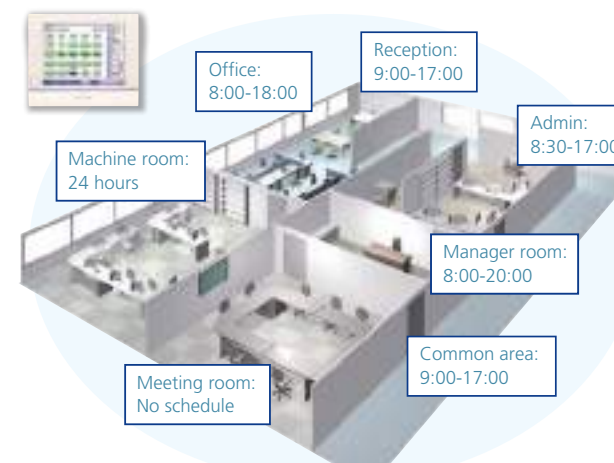 Reception:
9:00-17:00
Office:
8:00-18:00
Admin:
8:30-17:00
Machine room:
24 hours
Manager room:
8:00-20:00
Common area:
9:00-17:00
Meeting room:
No schedule